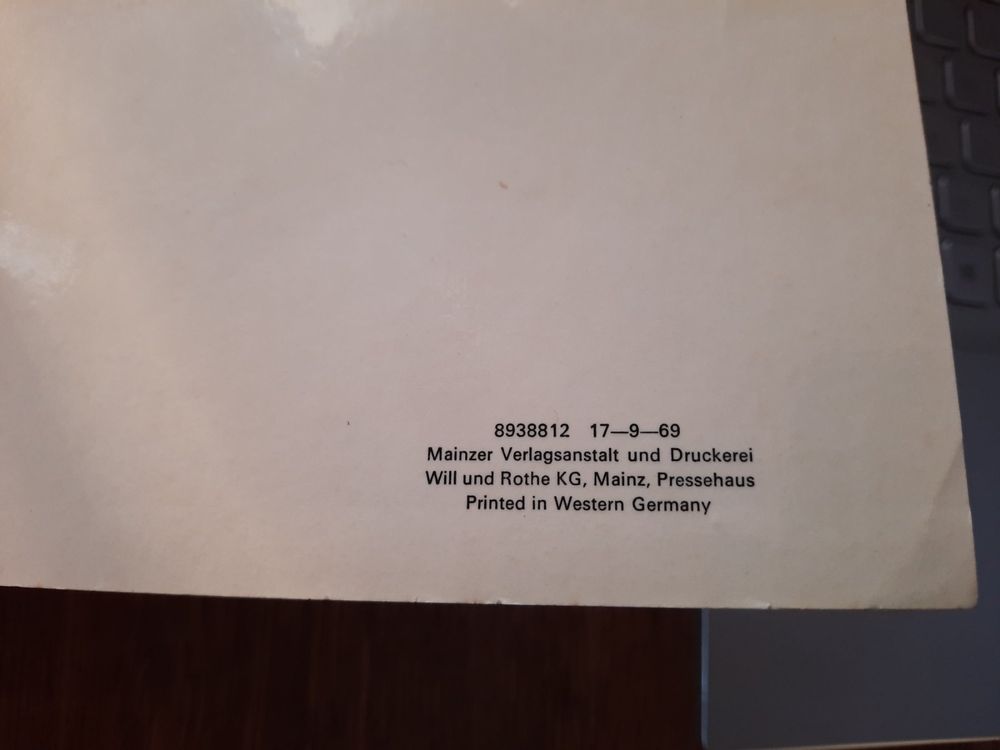 8938812 17—9—69
Mainzer Verlagsanstalt und Druckerei
Will und Rothe KG, Mainz, Pressehaus
Printed in Western Germany